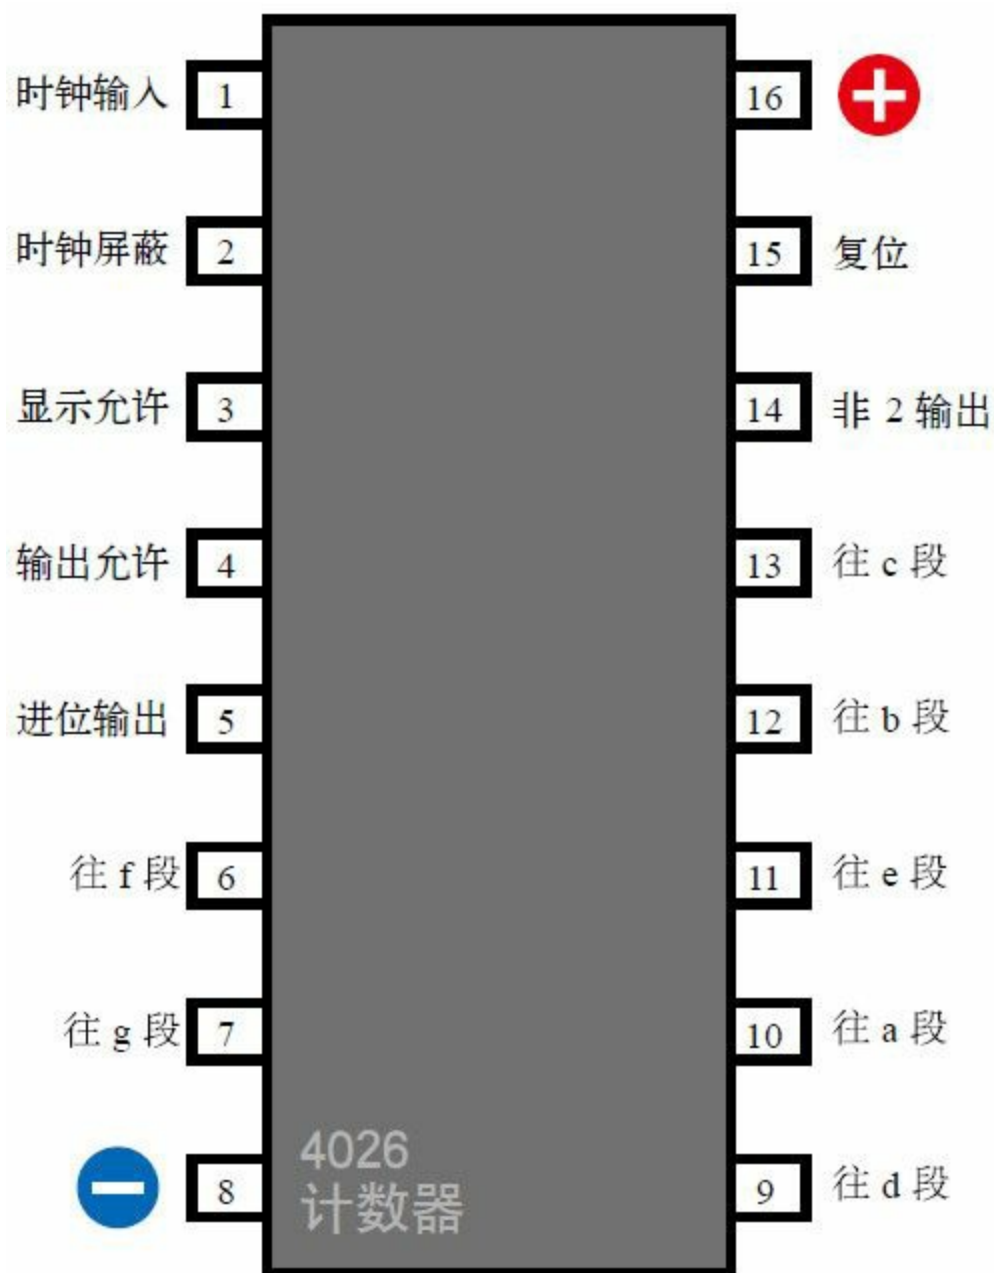 时钟输入 1
时钟屏蔽 2
显示允许 3
输出允许 4
进位输出 5
往 f 段 6
往 g 段 7
8
16
15 复位
14 非 2 输出
13 往 c 段
12 往 b 段
11 往 e 段
10 往 a 段
9 往 d 段
4026
计数器